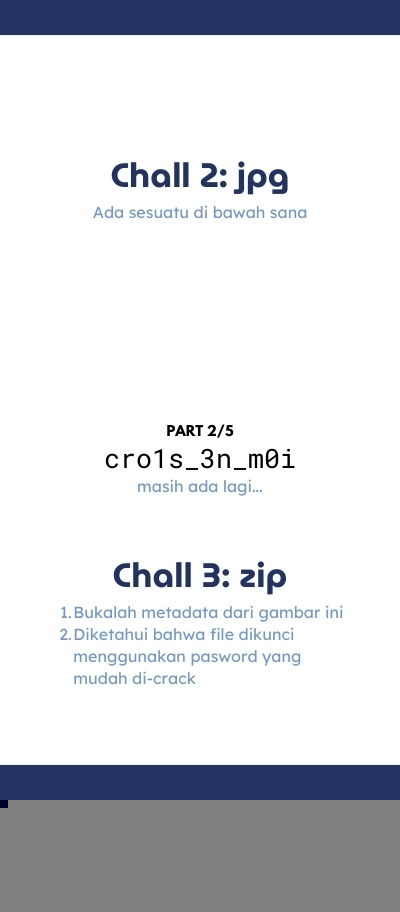 Chall 2: jpg
Ada sesuatu di bawah sana
PART 2/5
cro1s_3n_m0i
masih ada lagi...
Chall 3: zip
1. Bukalah metadata dari gambar ini
2. Diketahui bahwa file dikunci
menggunakan pasword yang
mudah di-crack